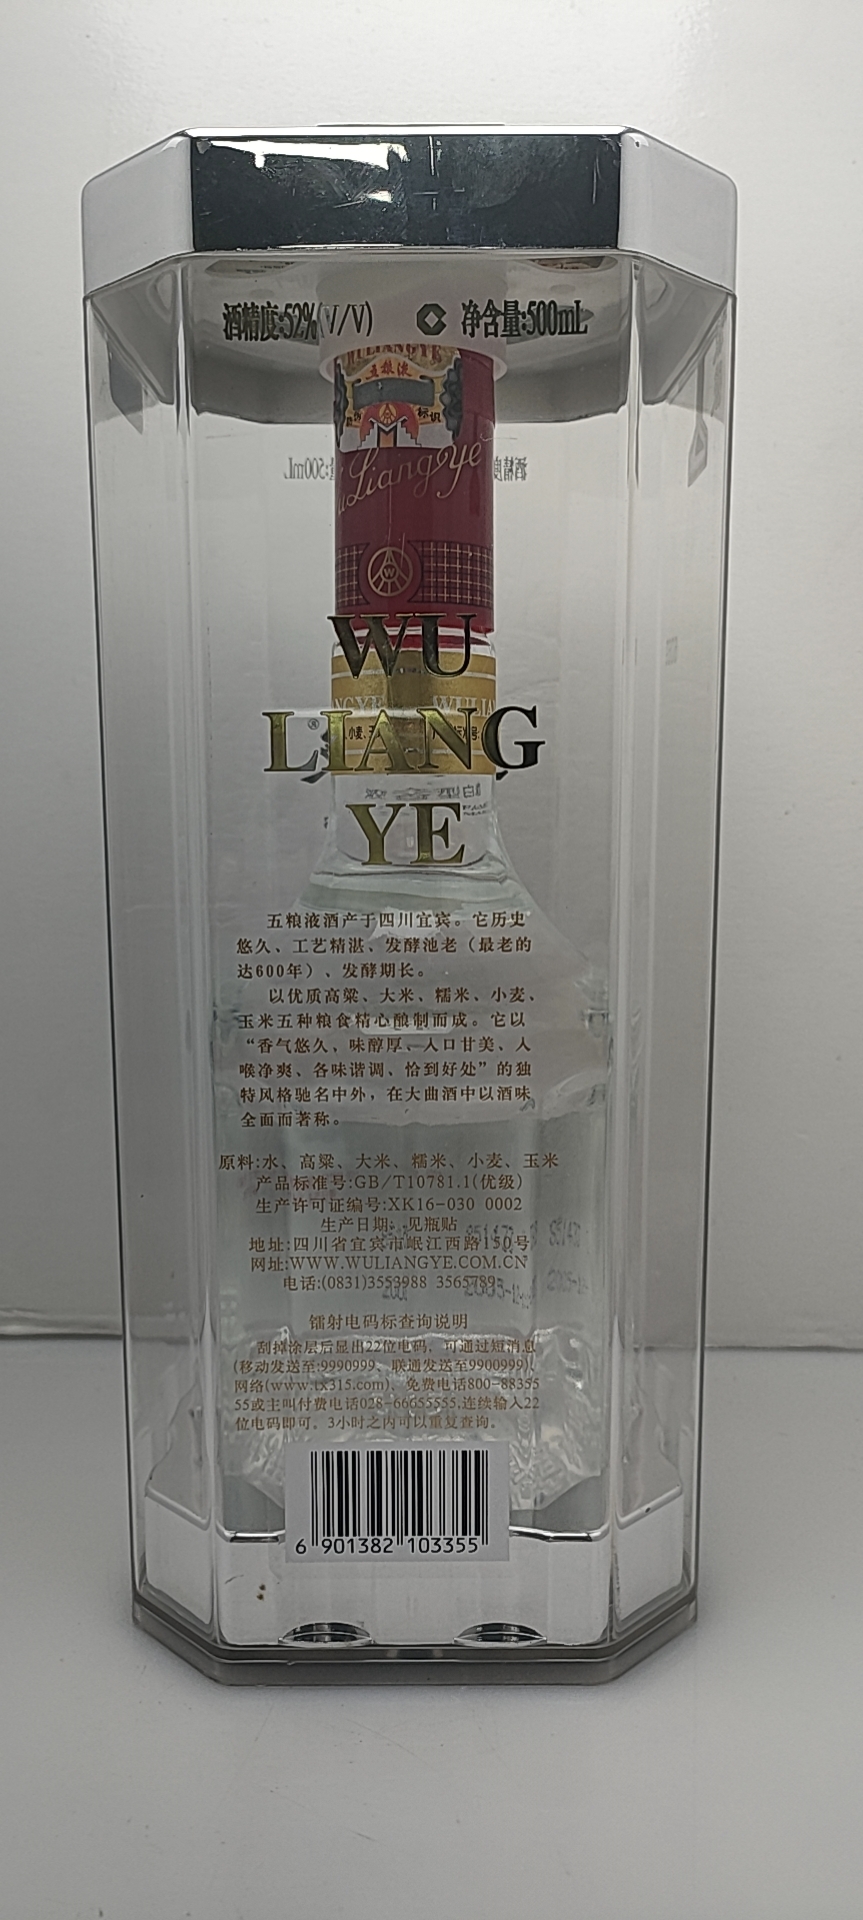 酒精度:52%(V/V) 净含量:500mL
WULIANGYE
五粮液
标识
WuLiangye
W
WU
LIANG
YE
®
五粮液酒产于四川宜宾。它历史
悠久、工艺精湛、发酵池老（最老的
达600年）、发酵期长。
以优质高粱、大米、糯米、小麦、
玉米五种粮食精心酿制而成。它以
“香气悠久，味醇厚、入口甘美、入
喉净爽、各味谐调、恰到好处”的独
特风格驰名中外，在大曲酒中以酒味
全面而著称。
原料:水、高粱、大米、糯米、小麦、玉米
产品标准号:GB/T10781.1(优级)
生产许可证编号:XK16-030 0002
生产日期: 见瓶贴
地址:四川省宜宾市岷江西路150号
网址:WWW.WULIANGYE.COM.CN
电话:(0831)3553988 3565789
镭射电码标查询说明
刮掉涂层后显出22位电码，可通过短消息
(移动发送至:9990999、联通发送至9900999)、
网络(www.tx315.com)、免费电话800-88355
55或主叫付费电话028-66655555,连续输入22
位电码即可。3小时之内可以重复查询。
6 901382 103355